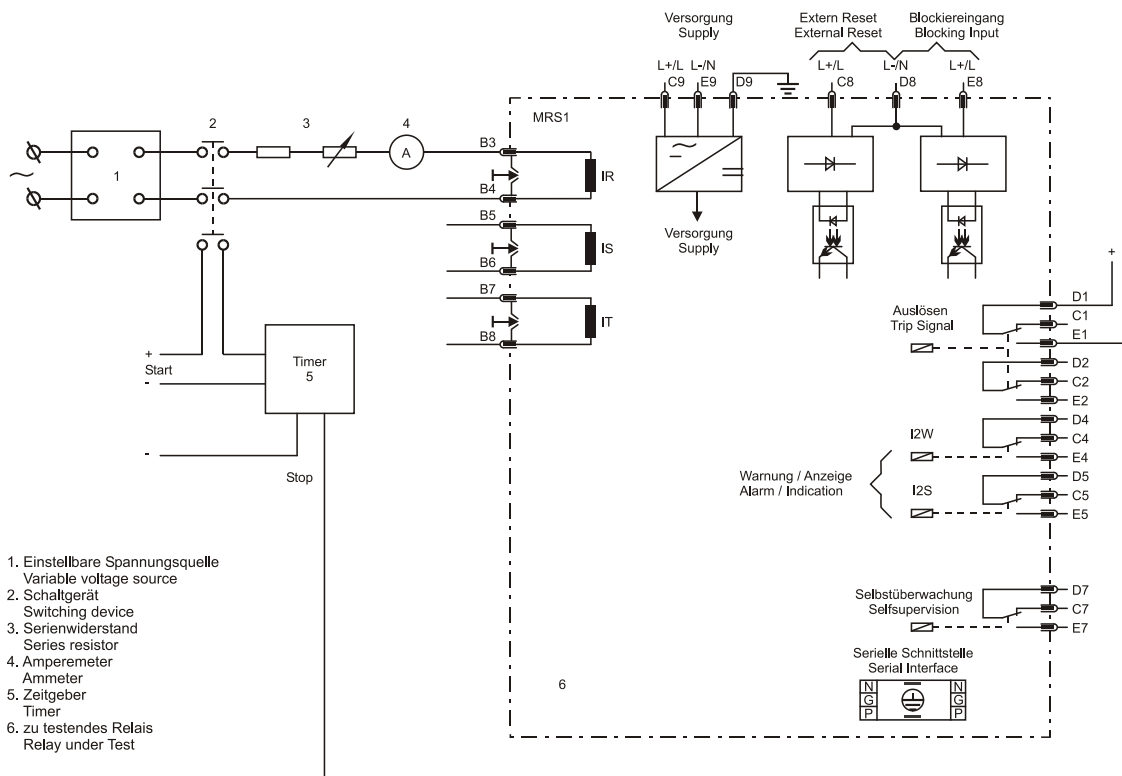 Versorgung
Supply
Extern Reset
External Reset
Blockiereingang
Blocking Input
L+/L
L-/N
L+/L
L-/N
L+/L
C9
E9
D9
C8
D8
E8
MRS1
2
3
4
1
A
B3
B4
IR
B5
B6
IS
B7
B8
IT
Versorgung
Supply
+
Start
-
-
Timer
5
Stop
+
Auslösen
Trip Signal
D1
C1
E1
D2
C2
E2
D4
C4
E4
D5
C5
E5
I2W
Warnung / Anzeige
Alarm / Indication
I2S
Selbstüberwachung
Selfsupervision
D7
C7
E7
Serielle Schnittstelle
Serial Interface
N
G
P
N
G
P
6
1. Einstellbare Spannungsquelle
Variable voltage source
2. Schaltgerät
Switching device
3. Serienwiderstand
Series resistor
4. Amperemeter
Ammeter
5. Zeitgeber
Timer
6. zu testendes Relais
Relay under Test